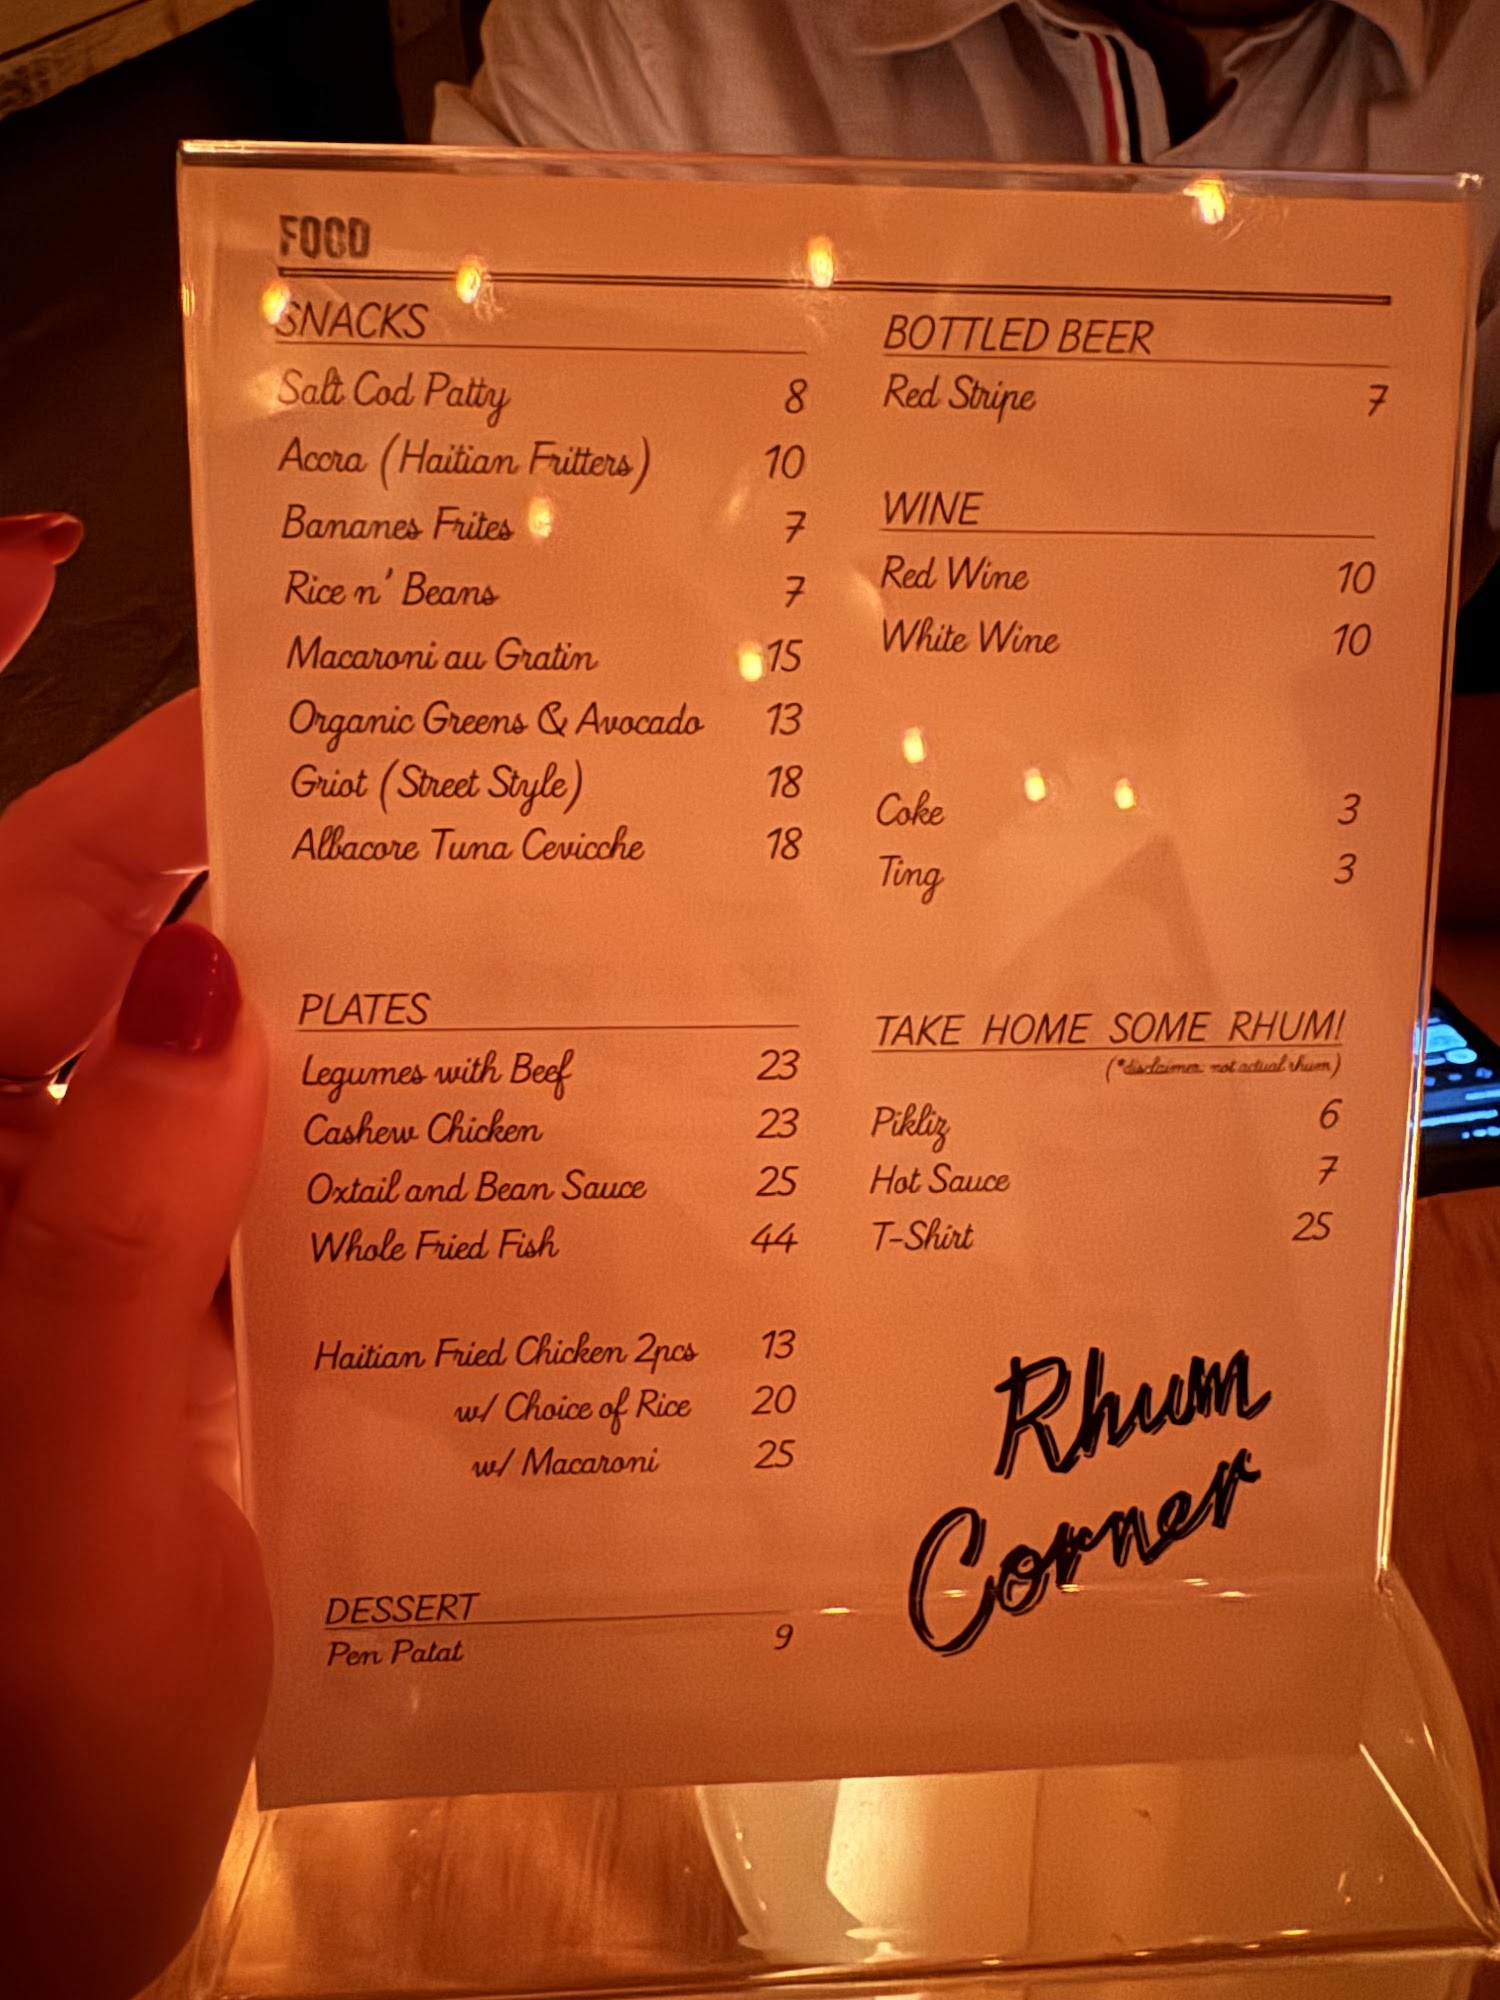 FOOD
SNACKS
Salt Cod Patty 8
Accra (Haitian Fritters) 10
Bananes Frites 7
Rice n' Beans 7
Macaroni au Gratin 15
Organic Greens & Avocado 13
Griot (Street Style) 18
Albacore Tuna Cevicche 18
PLATES
Legumes with Beef 23
Cashew Chicken 23
Oxtail and Bean Sauce 25
Whole Fried Fish 44
Haitian Fried Chicken 2pcs 13
w/ Choice of Rice 20
w/ Macaroni 25
DESSERT
Pen Patat 9
BOTTLED BEER
Red Stripe 7
WINE
Red Wine 10
White Wine 10
Coke 3
Ting 3
TAKE HOME SOME RHUM!
(*disclaimer: not actual rhum)
Pikliz 6
Hot Sauce 7
T-Shirt 25
Rhum
Corner